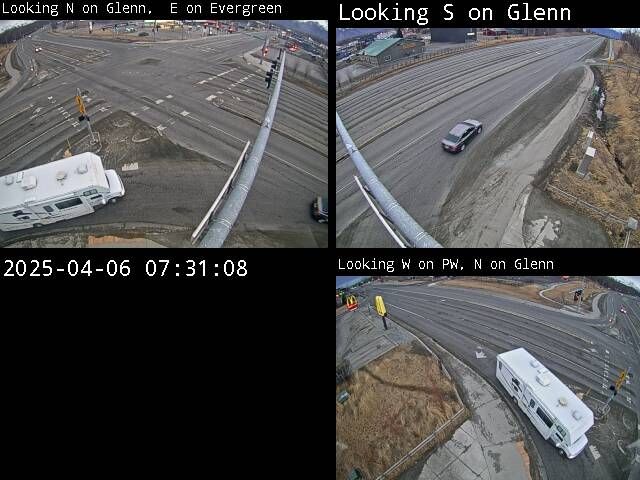 Looking N on Glenn, E on Evergreen
Looking S on Glenn
2025-04-06 07:31:08
Looking W on PW, N on Glenn